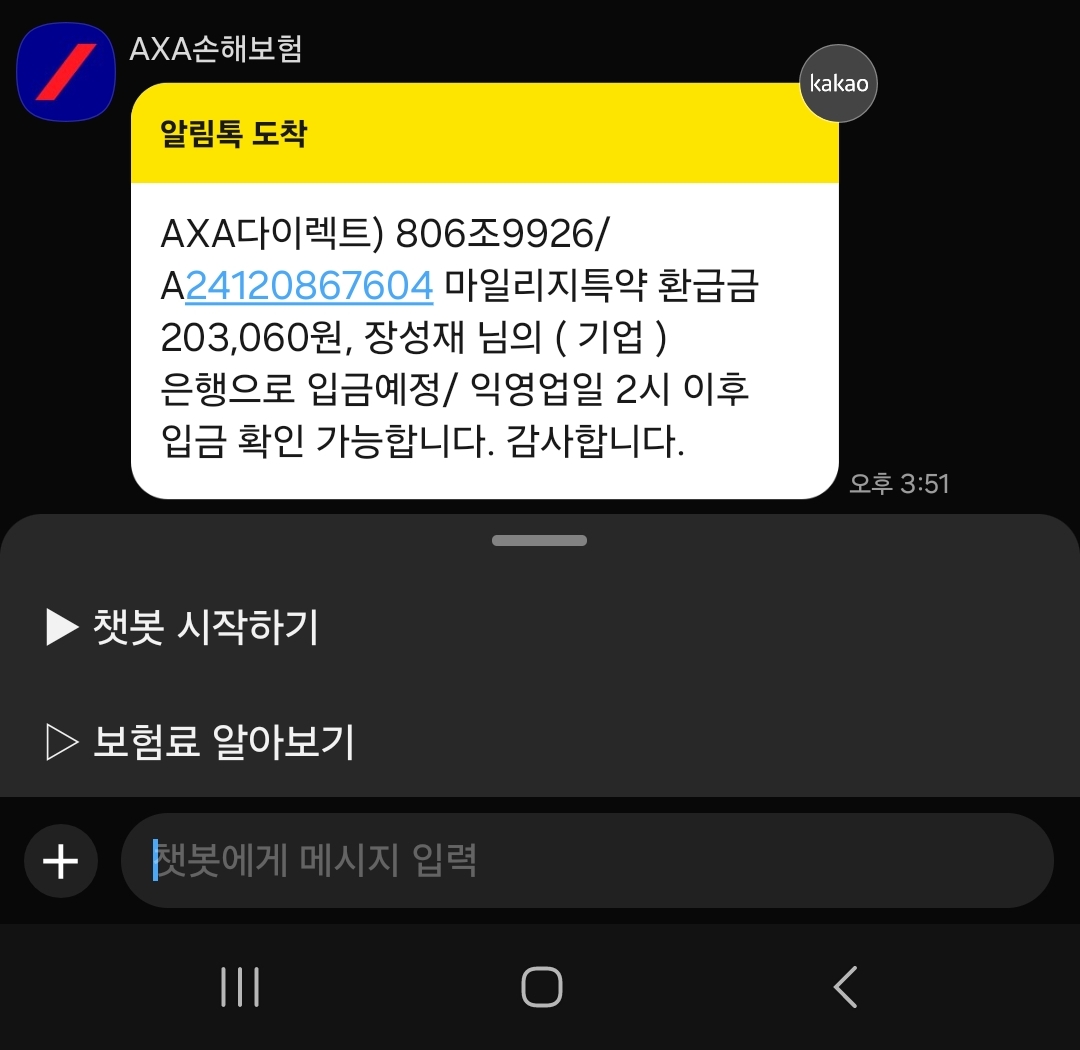 AXA손해보험
kakao
알림톡 도착
AXA다이렉트) 806조9926/
A24120867604 마일리지특약 환급금
203,060원, 장성재 님의 ( 기업 )
은행으로 입금예정/ 익영업일 2시 이후
입금 확인 가능합니다. 감사합니다.
오후 3:51
▶ 챗봇 시작하기
▷ 보험료 알아보기
챗봇에게 메시지 입력